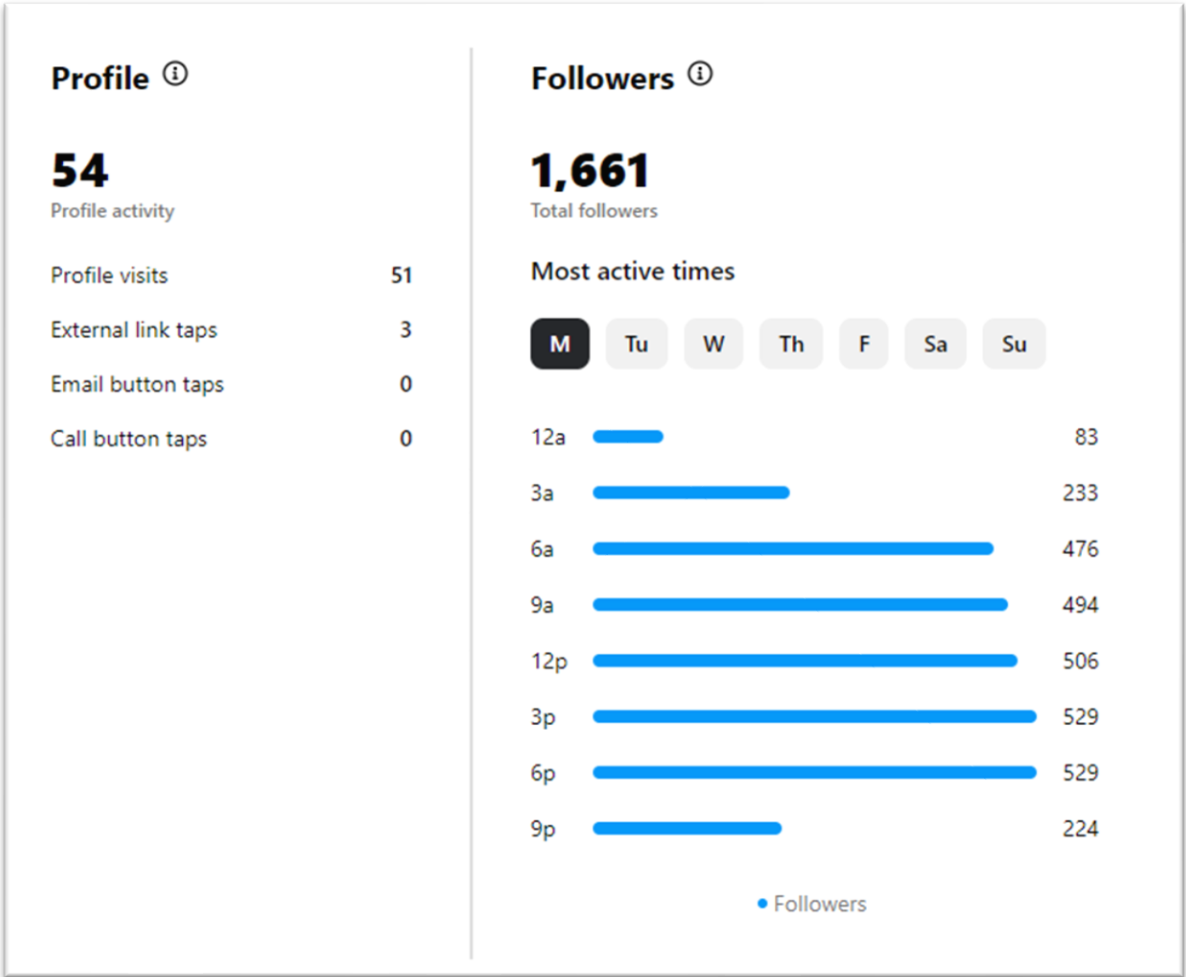 Profile
54
Profile activity
Profile visits 51
External link taps 3
Email button taps 0
Call button taps 0
Followers
1,661
Total followers
Most active times
M Tu W Th F Sa Su
12a 83
3a 233
6a 476
9a 494
12p 506
3p 529
6p 529
9p 224
Followers